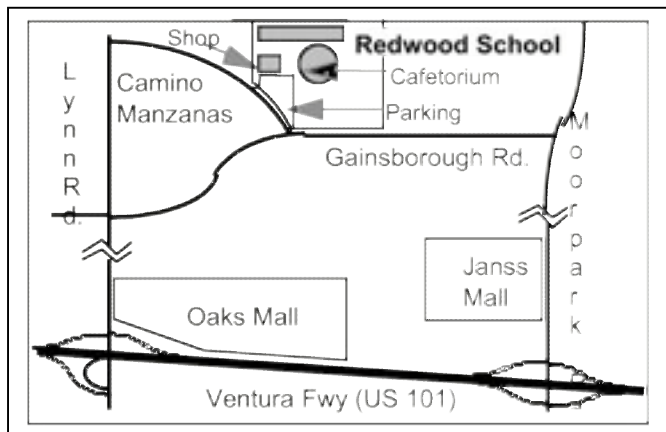 Shop
Redwood School
Cafetorium
Parking
Lynn Rd.
Camino
Manzanas
Gainsborough Rd.
Moorpark
Janss
Mall
Oaks Mall
Ventura Fwy (US 101)